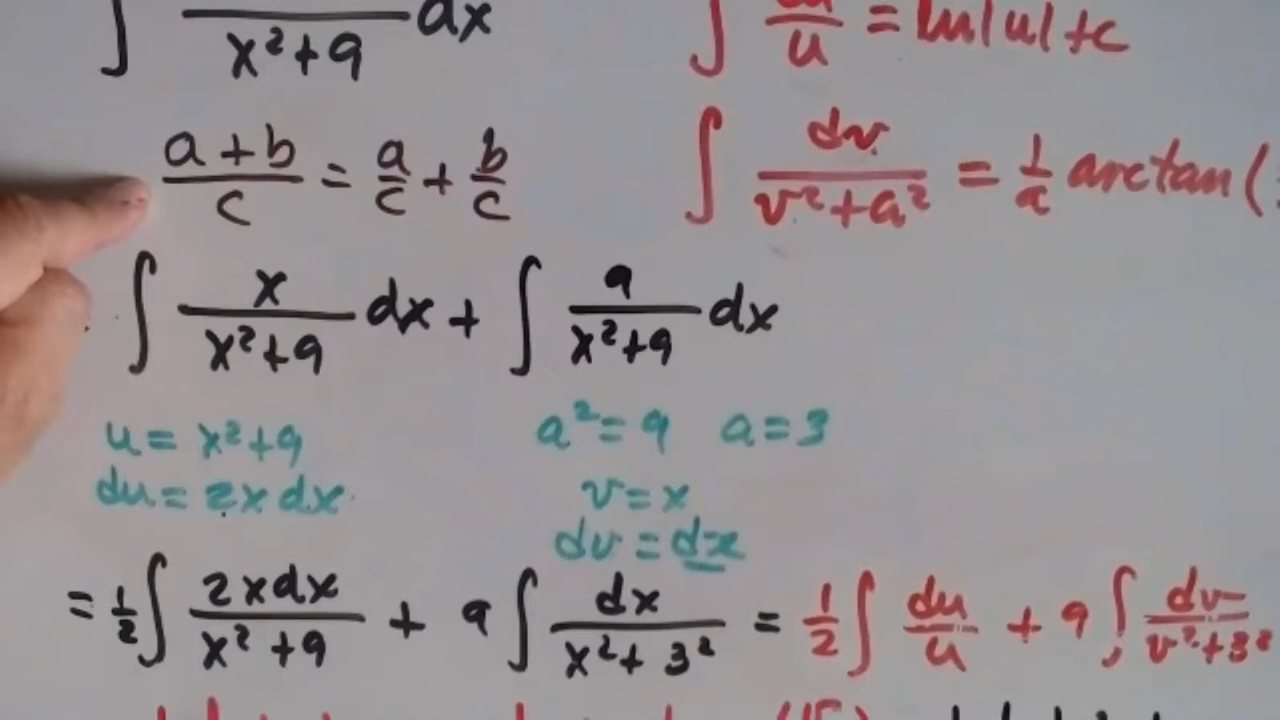 ∫ ──── dx
x²+9
∫ du/u = ln|u|+c
(a+b)/c = a/c + b/c
∫ dv/(v²+a²) = 1/a arctan(
∫ x/(x²+9) dx + ∫ 9/(x²+9) dx
u = x²+9
a²=9 a=3
du = 2x dx
v=x
dv = dx
= ½ ∫ 2xdx/(x²+9) + 9 ∫ dx/(x²+3²) = ½ ∫ du/u + 9 ∫ dv/(v²+3²)